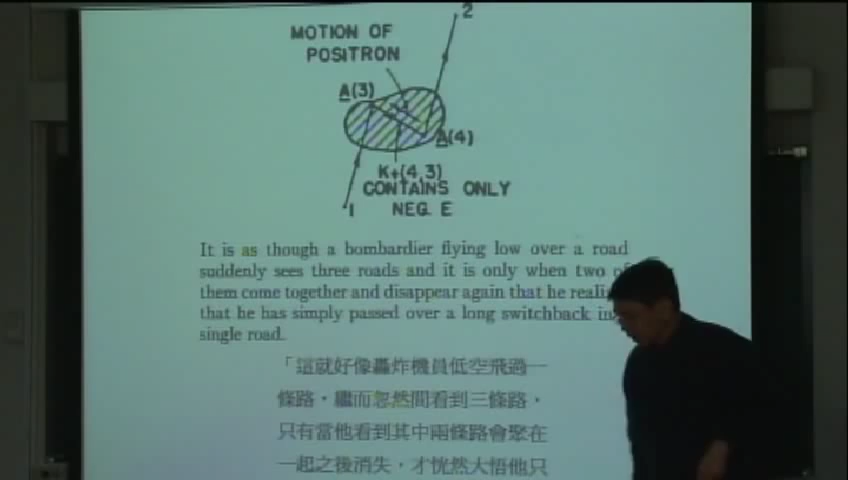 2
MOTION OF
POSITRON
A(3)
A(4)
K+(4,3)
CONTAINS ONLY
1
NEG E
It is as though a bombardier flying low over a road
suddenly sees three roads and it is only when two of
them come together and disappear again that he reali
that he has simply passed over a long switchback in
single road.
「這就好像轟炸機員低空飛過一
條路，繼而忽然間看到三條路，
只有當他看到其中兩條路會聚在
一起之後消失，才恍然大悟他只